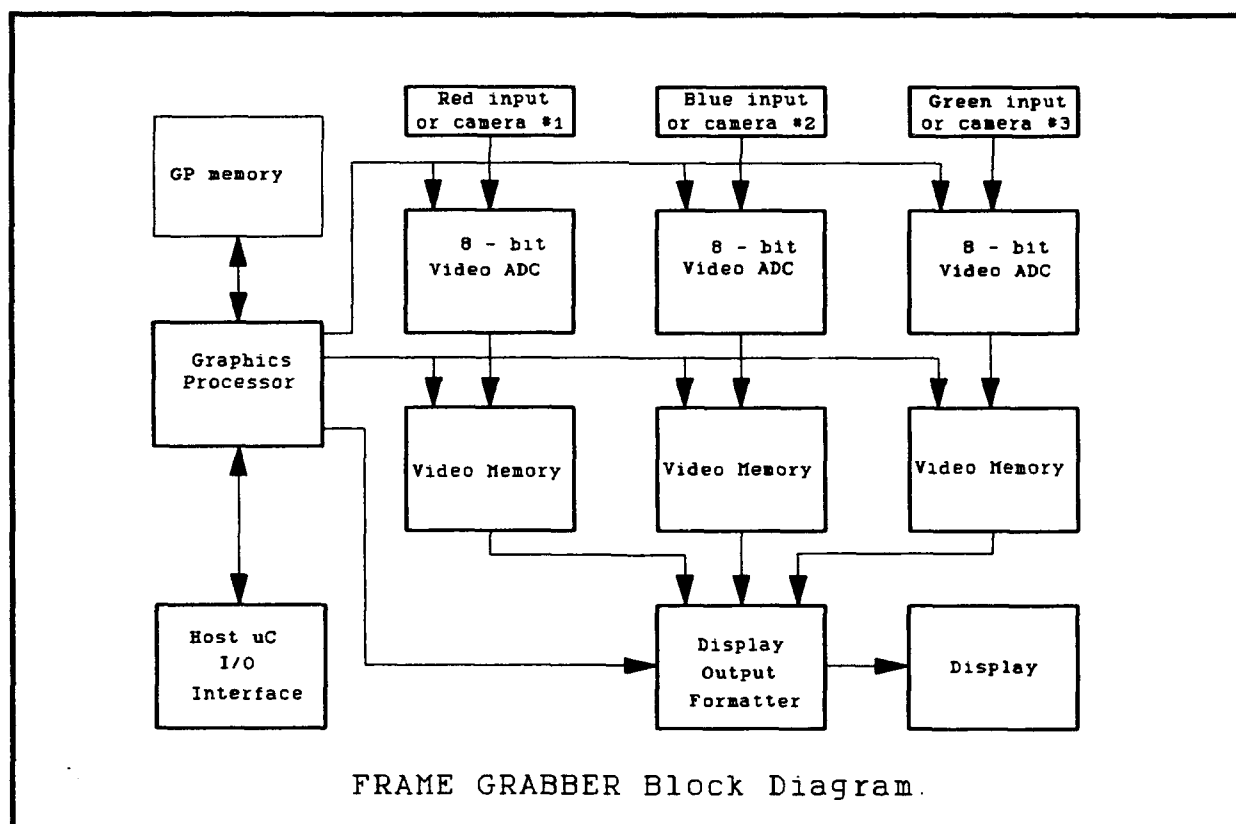 Red input
or camera #1
Blue input
or camera #2
Green input
or camera #3
GP memory
8 - bit
Video ADC
8 - bit
Video ADC
8 - bit
Video ADC
Graphics
Processor
Video Memory
Video Memory
Video Memory
Host uC
I/O
Interface
Display
Output
Formatter
Display
FRAME GRABBER Block Diagram.